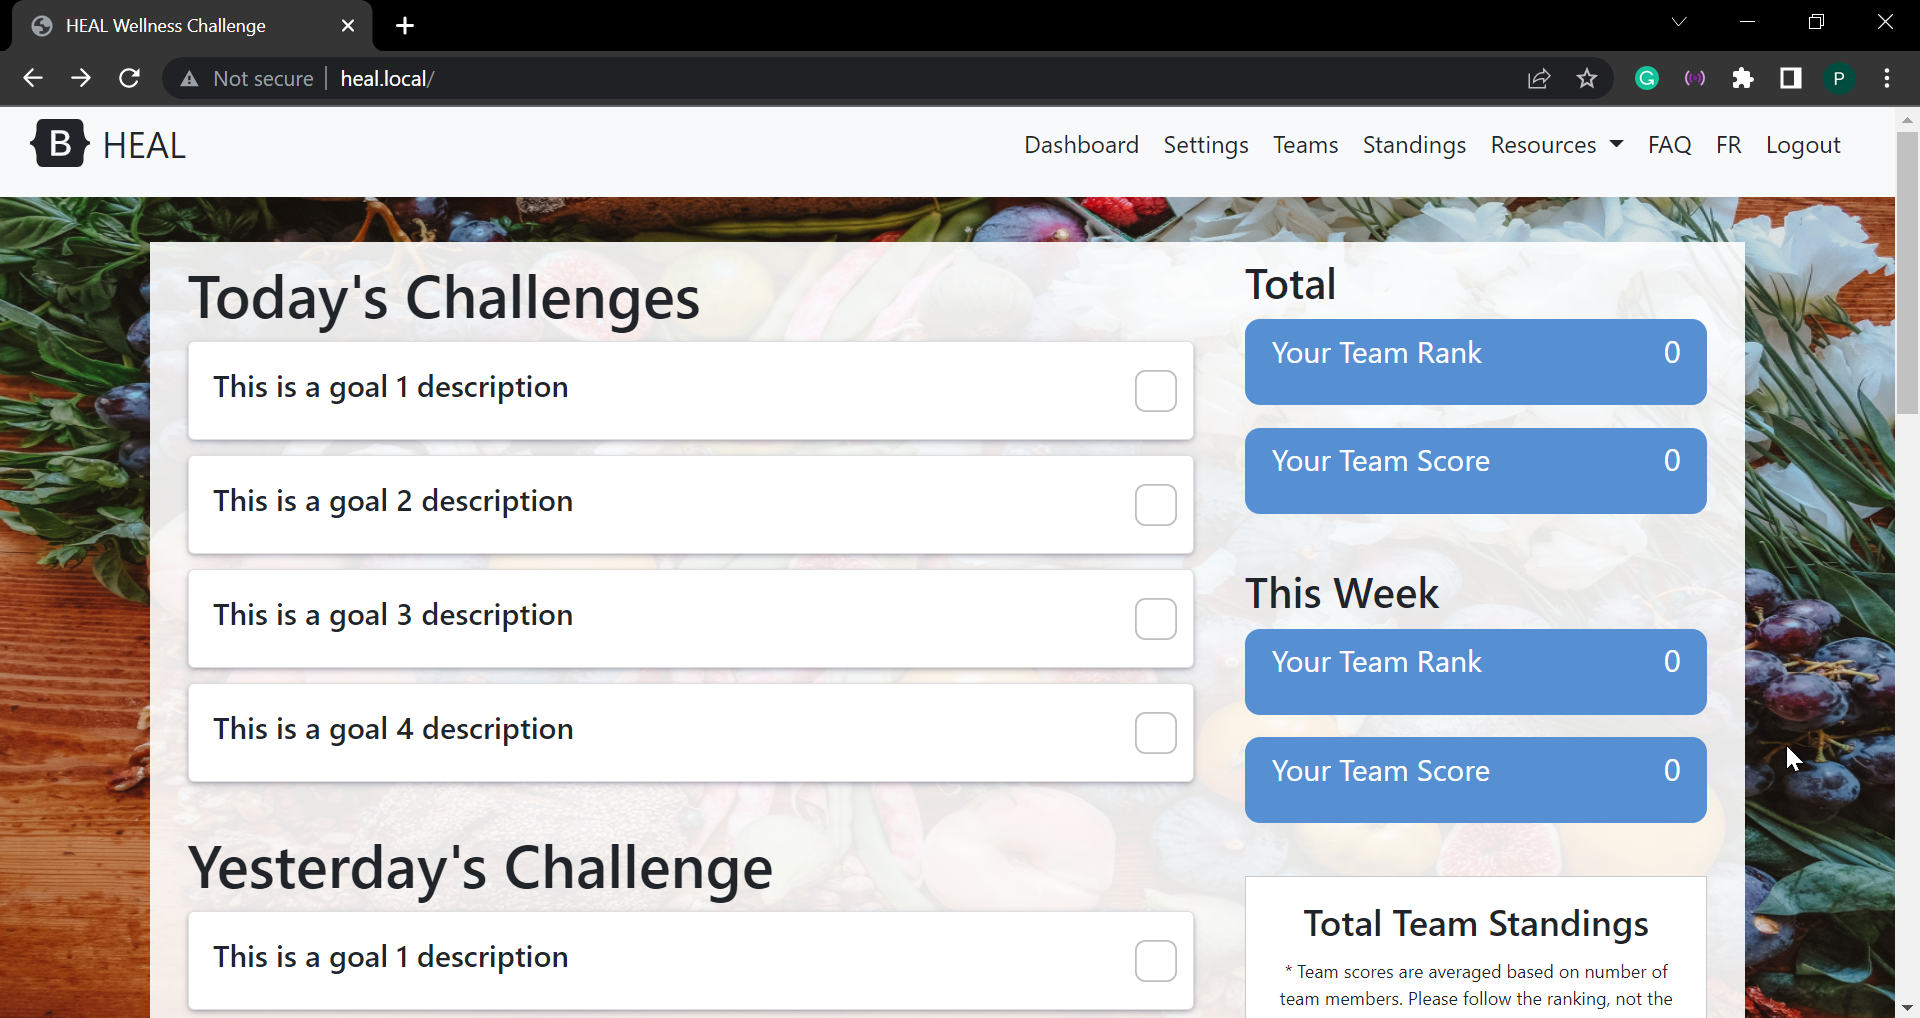 HEAL Wellness Challenge
Not secure | heal.local/
G
P
B HEAL
Dashboard Settings Teams Standings Resources FAQ FR Logout
Today's Challenges
This is a goal 1 description
This is a goal 2 description
This is a goal 3 description
This is a goal 4 description
Yesterday's Challenge
This is a goal 1 description
Total
Your Team Rank 0
Your Team Score 0
This Week
Your Team Rank 0
Your Team Score 0
Total Team Standings
* Team scores are averaged based on number of
team members. Please follow the ranking, not the